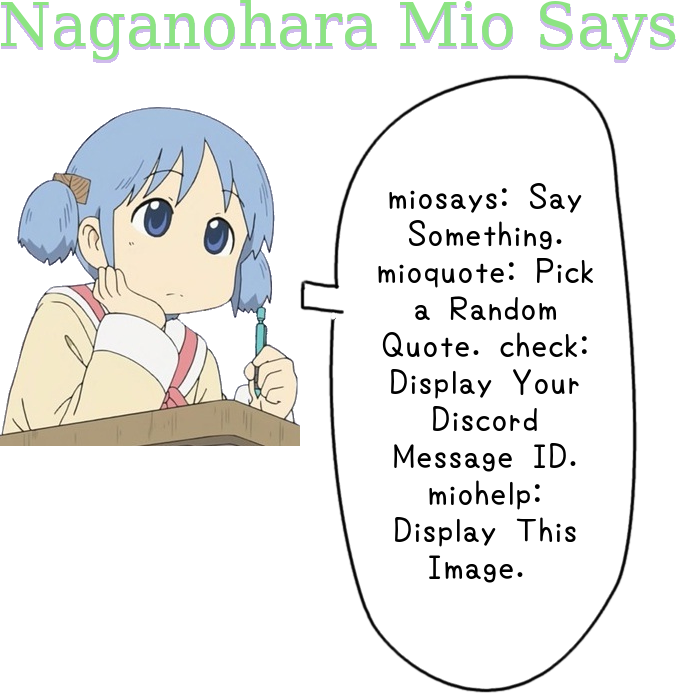 Naganohara Mio Says
miosays: Say
Something.
mioquote: Pick
a Random
Quote. check:
Display Your
Discord
Message ID.
miohelp:
Display This
Image.